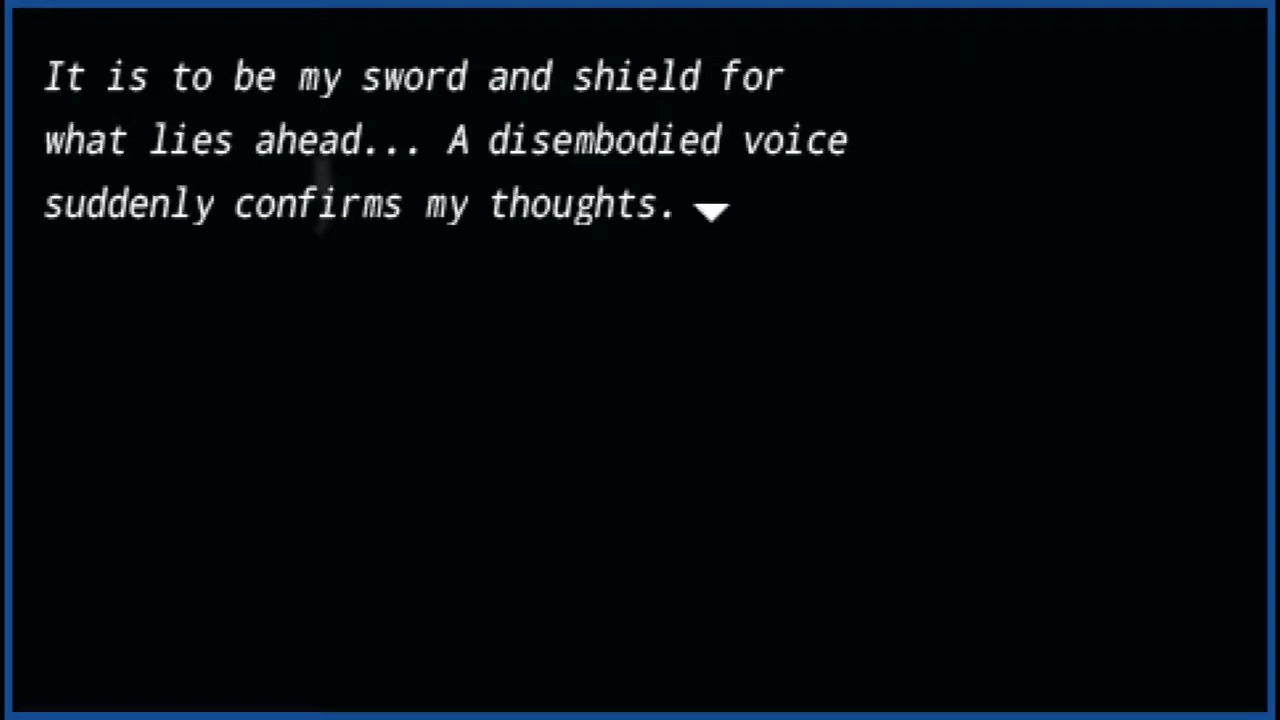 It is to be my sword and shield for
what lies ahead... A disembodied voice
suddenly confirms my thoughts.